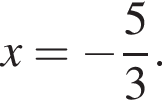 x = −5/3.